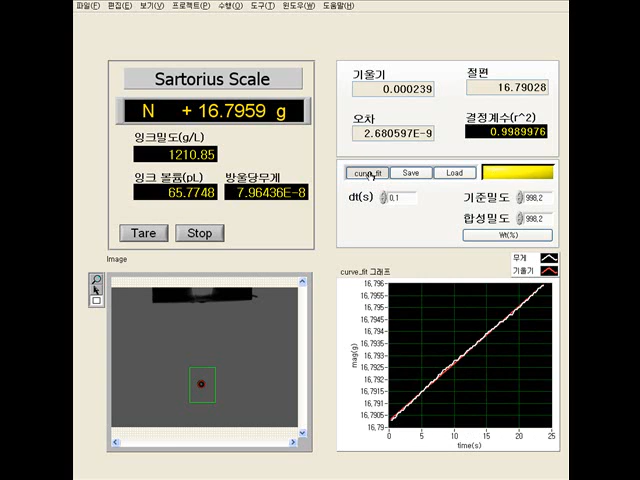 파일(F) 편집(E) 보기(V) 프로젝트(P) 수행(O) 도구(T) 윈도우(W) 도움말(H)
Sartorius Scale
N + 16.7959 g
잉크밀도(g/L)
1210.85
잉크 볼륨(pL) 방울당무게
65.7748 7.96436E-8
Tare Stop
기울기 절편
0.000239 16.79028
오차 결정계수(r^2)
2.680597E-9 0.9989976
curve_fit Save Load
dt(s) 0.1 기준밀도 998.2
합성밀도 998.2
Wt(%)
Image
무게
기울기
curve_fit 그래프
mag(g)
16.796
16.7955
16.795
16.7945
16.794
16.7935
16.793
16.7925
16.792
16.7915
16.791
16.7905
16.79
0 5 10 15 20 25
time(s)